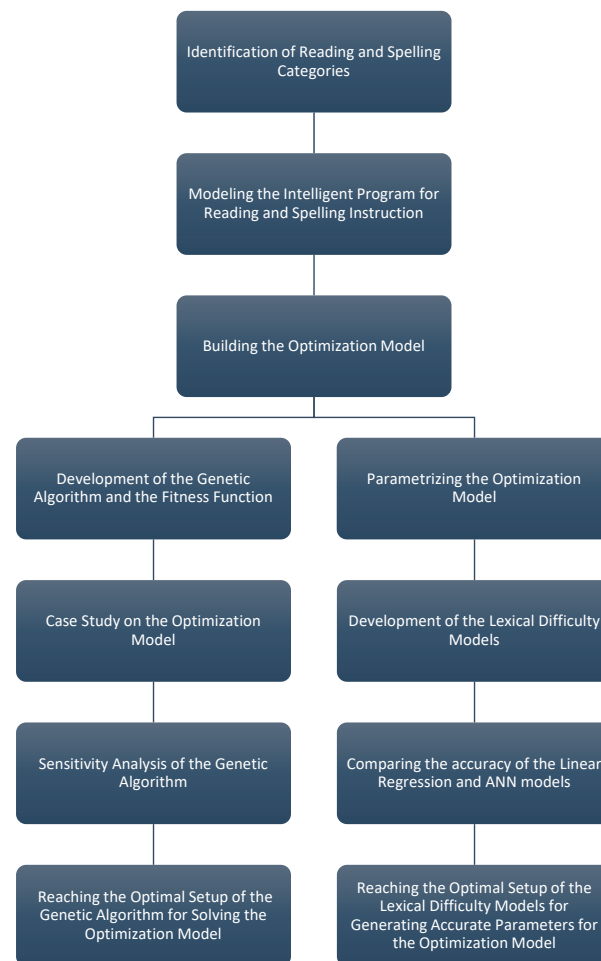 Identification of Reading and Spelling
Categories
Modeling the Intelligent Program for
Reading and Spelling Instruction
Building the Optimization Model
Development of the Genetic
Algorithm and the Fitness Function
Case Study on the Optimization
Model
Sensitivity Analysis of the Genetic
Algorithm
Reaching the Optimal Setup of the
Genetic Algorithm for Solving the
Optimization Model
Parametrizing the Optimization
Model
Development of the Lexical Difficulty
Models
Comparing the accuracy of the Linear
Regression and ANN models
Reaching the Optimal Setup of the
Lexical Difficulty Models for
Generating Accurate Parameters for
the Optimization Model